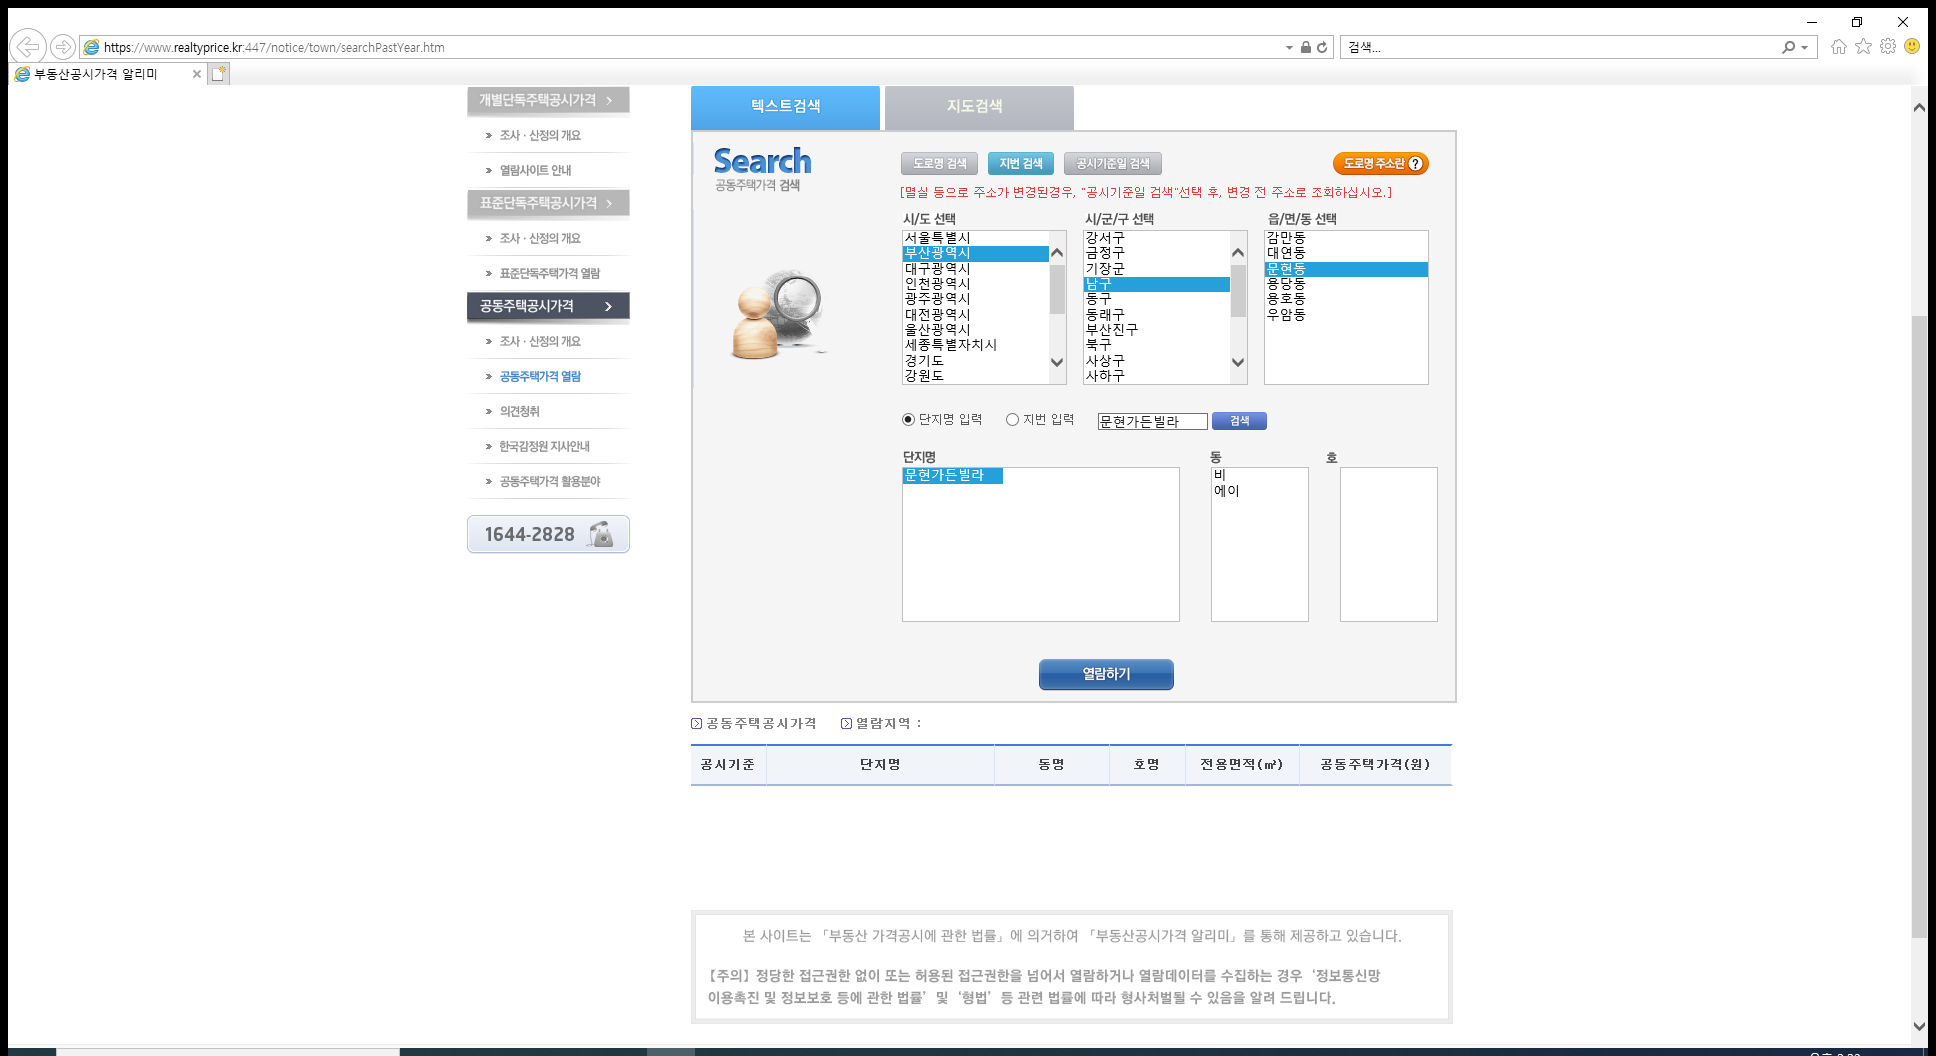 https://www.realtyprice.kr:447/notice/town/searchPastYear.htm
검색...
부동산공시가격 알리미
개별단독주택공시가격
조사 · 산정의 개요
열람사이트 안내
표준단독주택공시가격
조사 · 산정의 개요
표준단독주택가격 열람
공동주택공시가격
조사 · 산정의 개요
공동주택가격 열람
의견청취
한국감정원 지사안내
공동주택가격 활용분야
1644-2828
텍스트검색
지도검색
Search
공동주택가격 검색
도로명 검색
지번 검색
공시기준일 검색
도로명 주소란 ?
[멸실 등으로 주소가 변경된경우, "공시기준일 검색"선택 후, 변경 전 주소로 조회하십시오.]
시/도 선택
서울특별시
부산광역시
대구광역시
인천광역시
광주광역시
대전광역시
울산광역시
세종특별자치시
경기도
강원도
시/군/구 선택
강서구
금정구
기장군
남구
동구
동래구
부산진구
북구
사상구
사하구
읍/면/동 선택
감만동
대연동
문현동
용당동
용호동
우암동
단지명 입력
지번 입력
문현가든빌라
검색
단지명
문현가든빌라
동
비
에이
호
열람하기
공동주택공시가격
열람지역 :
공시기준
단지명
동명
호명
전용면적(㎡)
공동주택가격(원)
본 사이트는 「부동산 가격공시에 관한 법률」에 의거하여 「부동산공시가격 알리미」를 통해 제공하고 있습니다.
【주의】 정당한 접근권한 없이 또는 허용된 접근권한을 넘어서 열람하거나 열람데이터를 수집하는 경우 ‘정보통신망
이용촉진 및 정보보호 등에 관한 법률’ 및 ‘형법’ 등 관련 법률에 따라 형사처벌될 수 있음을 알려 드립니다.